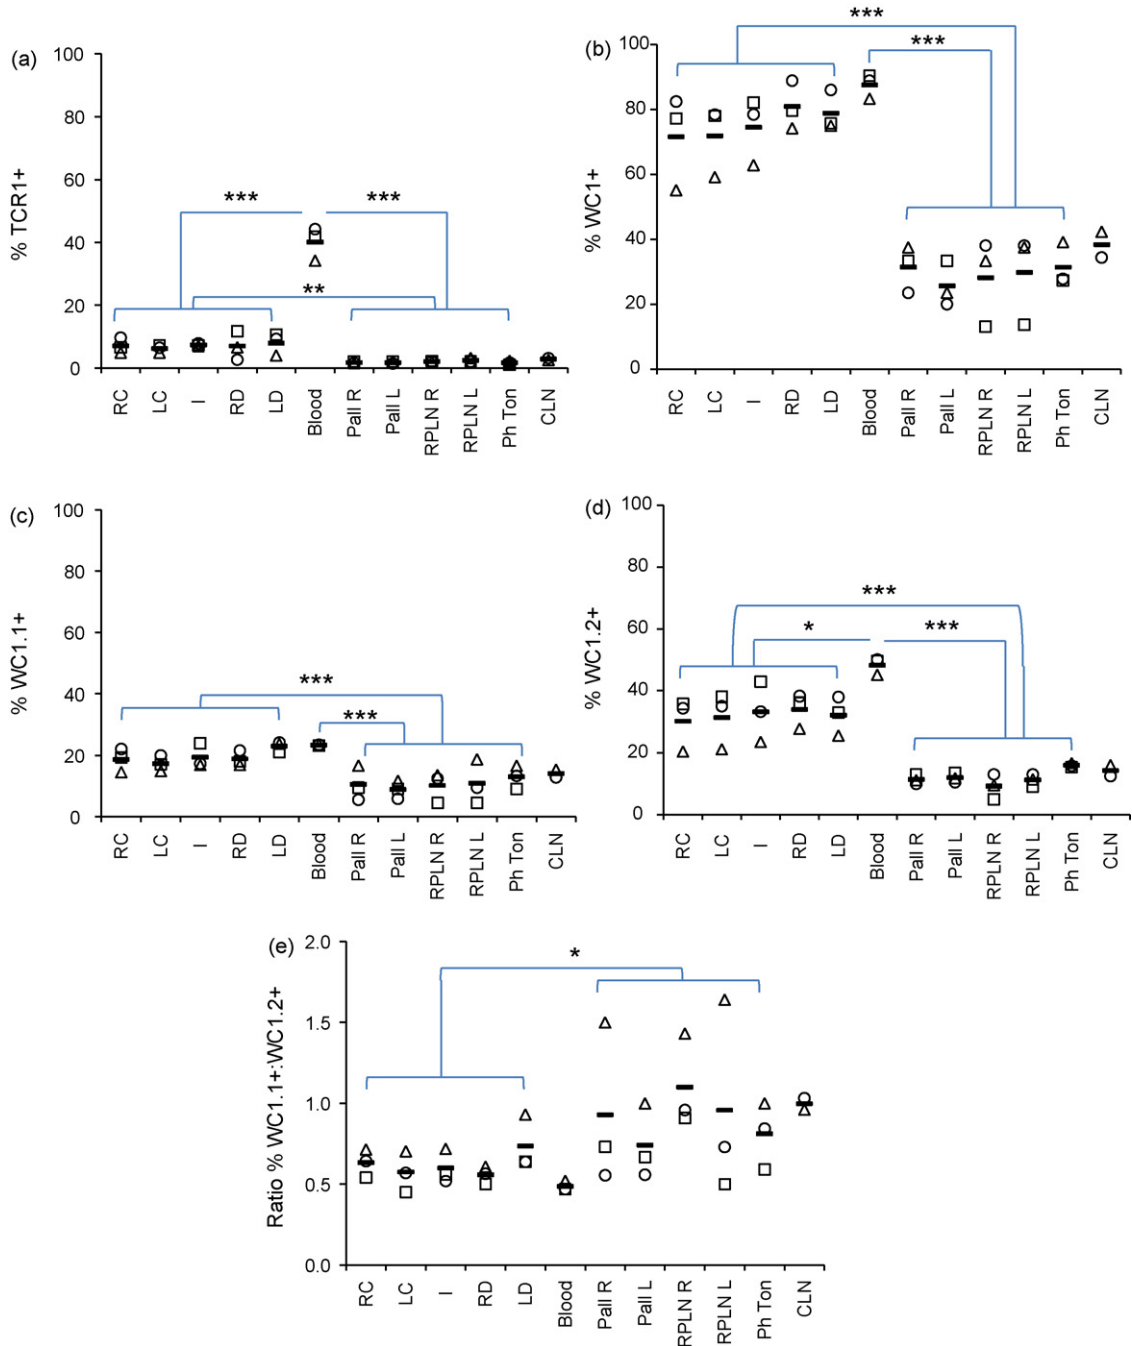 (a)
% TCR1+
100
80
60
40
20
0
***
***
**
RC
LC
I
RD
LD
Blood
Pall R
Pall L
RPLN R
RPLN L
Ph Ton
CLN
(b)
% WC1+
100
80
60
40
20
0
***
***
RC
LC
I
RD
LD
Blood
Pall R
Pall L
RPLN R
RPLN L
Ph Ton
CLN
(c)
% WC1.1+
100
80
60
40
20
0
***
***
RC
LC
I
RD
LD
Blood
Pall R
Pall L
RPLN R
RPLN L
Ph Ton
CLN
(d)
% WC1.2+
100
80
60
40
20
0
***
*
***
RC
LC
I
RD
LD
Blood
Pall R
Pall L
RPLN R
RPLN L
Ph Ton
CLN
(e)
Ratio % WC1.1+:WC1.2+
2.0
1.5
1.0
0.5
0.0
*
RC
LC
I
RD
LD
Blood
Pall R
Pall L
RPLN R
RPLN L
Ph Ton
CLN